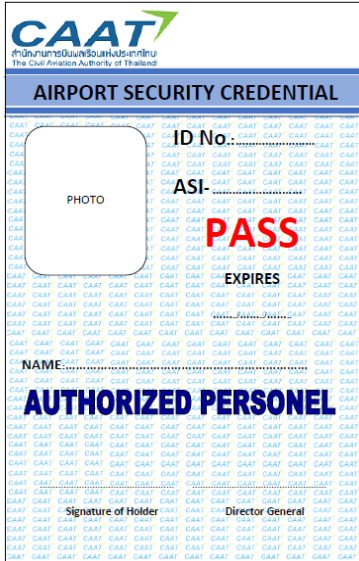 CAAT
สำนักงานการบินพลเรือนแห่งประเทศไทย
The Civil Aviation Authority of Thailand
AIRPORT SECURITY CREDENTIAL
ID No.:........................
PHOTO
ASI-............................
PASS
EXPIRES
......../........./.........
NAME:...........................................................................
AUTHORIZED PERSONEL
Signature of Holder Director General